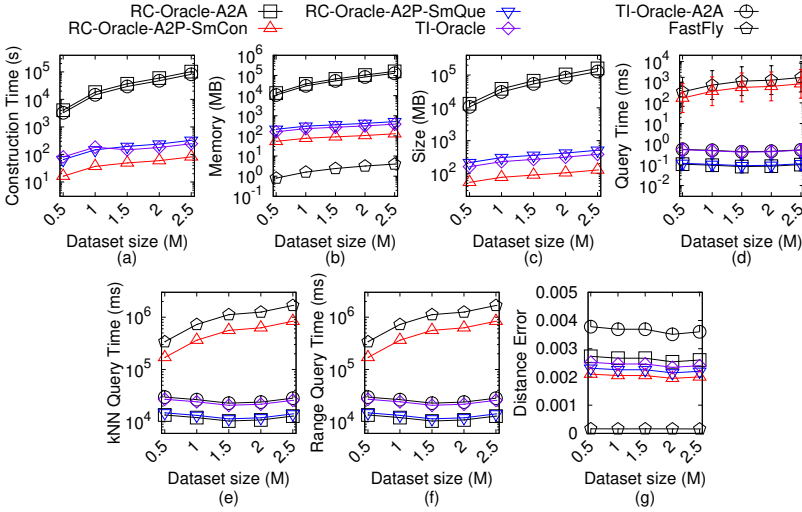 RC-Oracle-A2A RC-Oracle-A2P-SmQue TI-Oracle-A2A
RC-Oracle-A2P-SmCon TI-Oracle FastFly
Construction Time (s)
10^5
10^4
10^3
10^2
10^1
0.5 1 1.5 2 2.5
Dataset size (M)
(a)
Memory (MB)
10^6
10^5
10^4
10^3
10^2
10^1
10^0
10^-1
0.5 1 1.5 2 2.5
Dataset size (M)
(b)
Size (MB)
10^5
10^4
10^3
10^2
0.5 1 1.5 2 2.5
Dataset size (M)
(c)
Query Time (ms)
10^4
10^3
10^2
10^1
10^0
10^-1
10^-2
0.5 1 1.5 2 2.5
Dataset size (M)
(d)
kNN Query Time (ms)
10^6
10^5
10^4
0.5 1 1.5 2 2.5
Dataset size (M)
(e)
Range Query Time (ms)
10^6
10^5
10^4
0.5 1 1.5 2 2.5
Dataset size (M)
(f)
Distance Error
0.005
0.004
0.003
0.002
0.001
0
0.5 1 1.5 2 2.5
Dataset size (M)
(g)